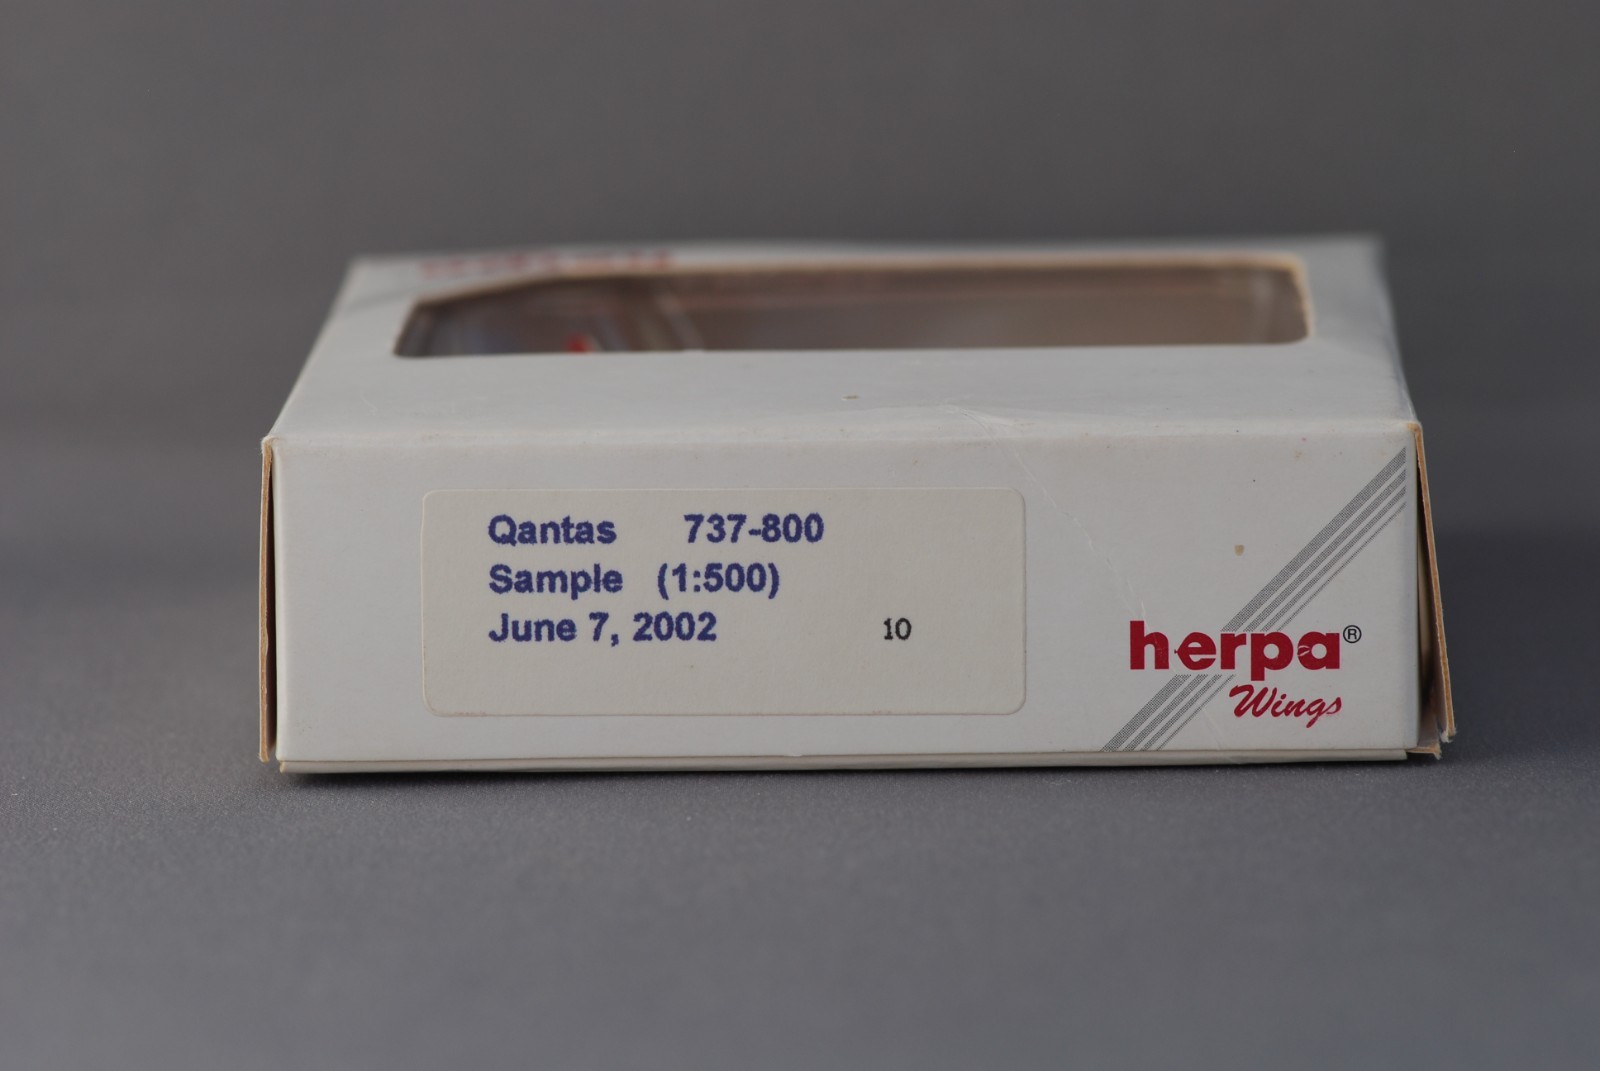 Qantas 737-800
Sample (1:500)
June 7, 2002 10
herpa®
Wings